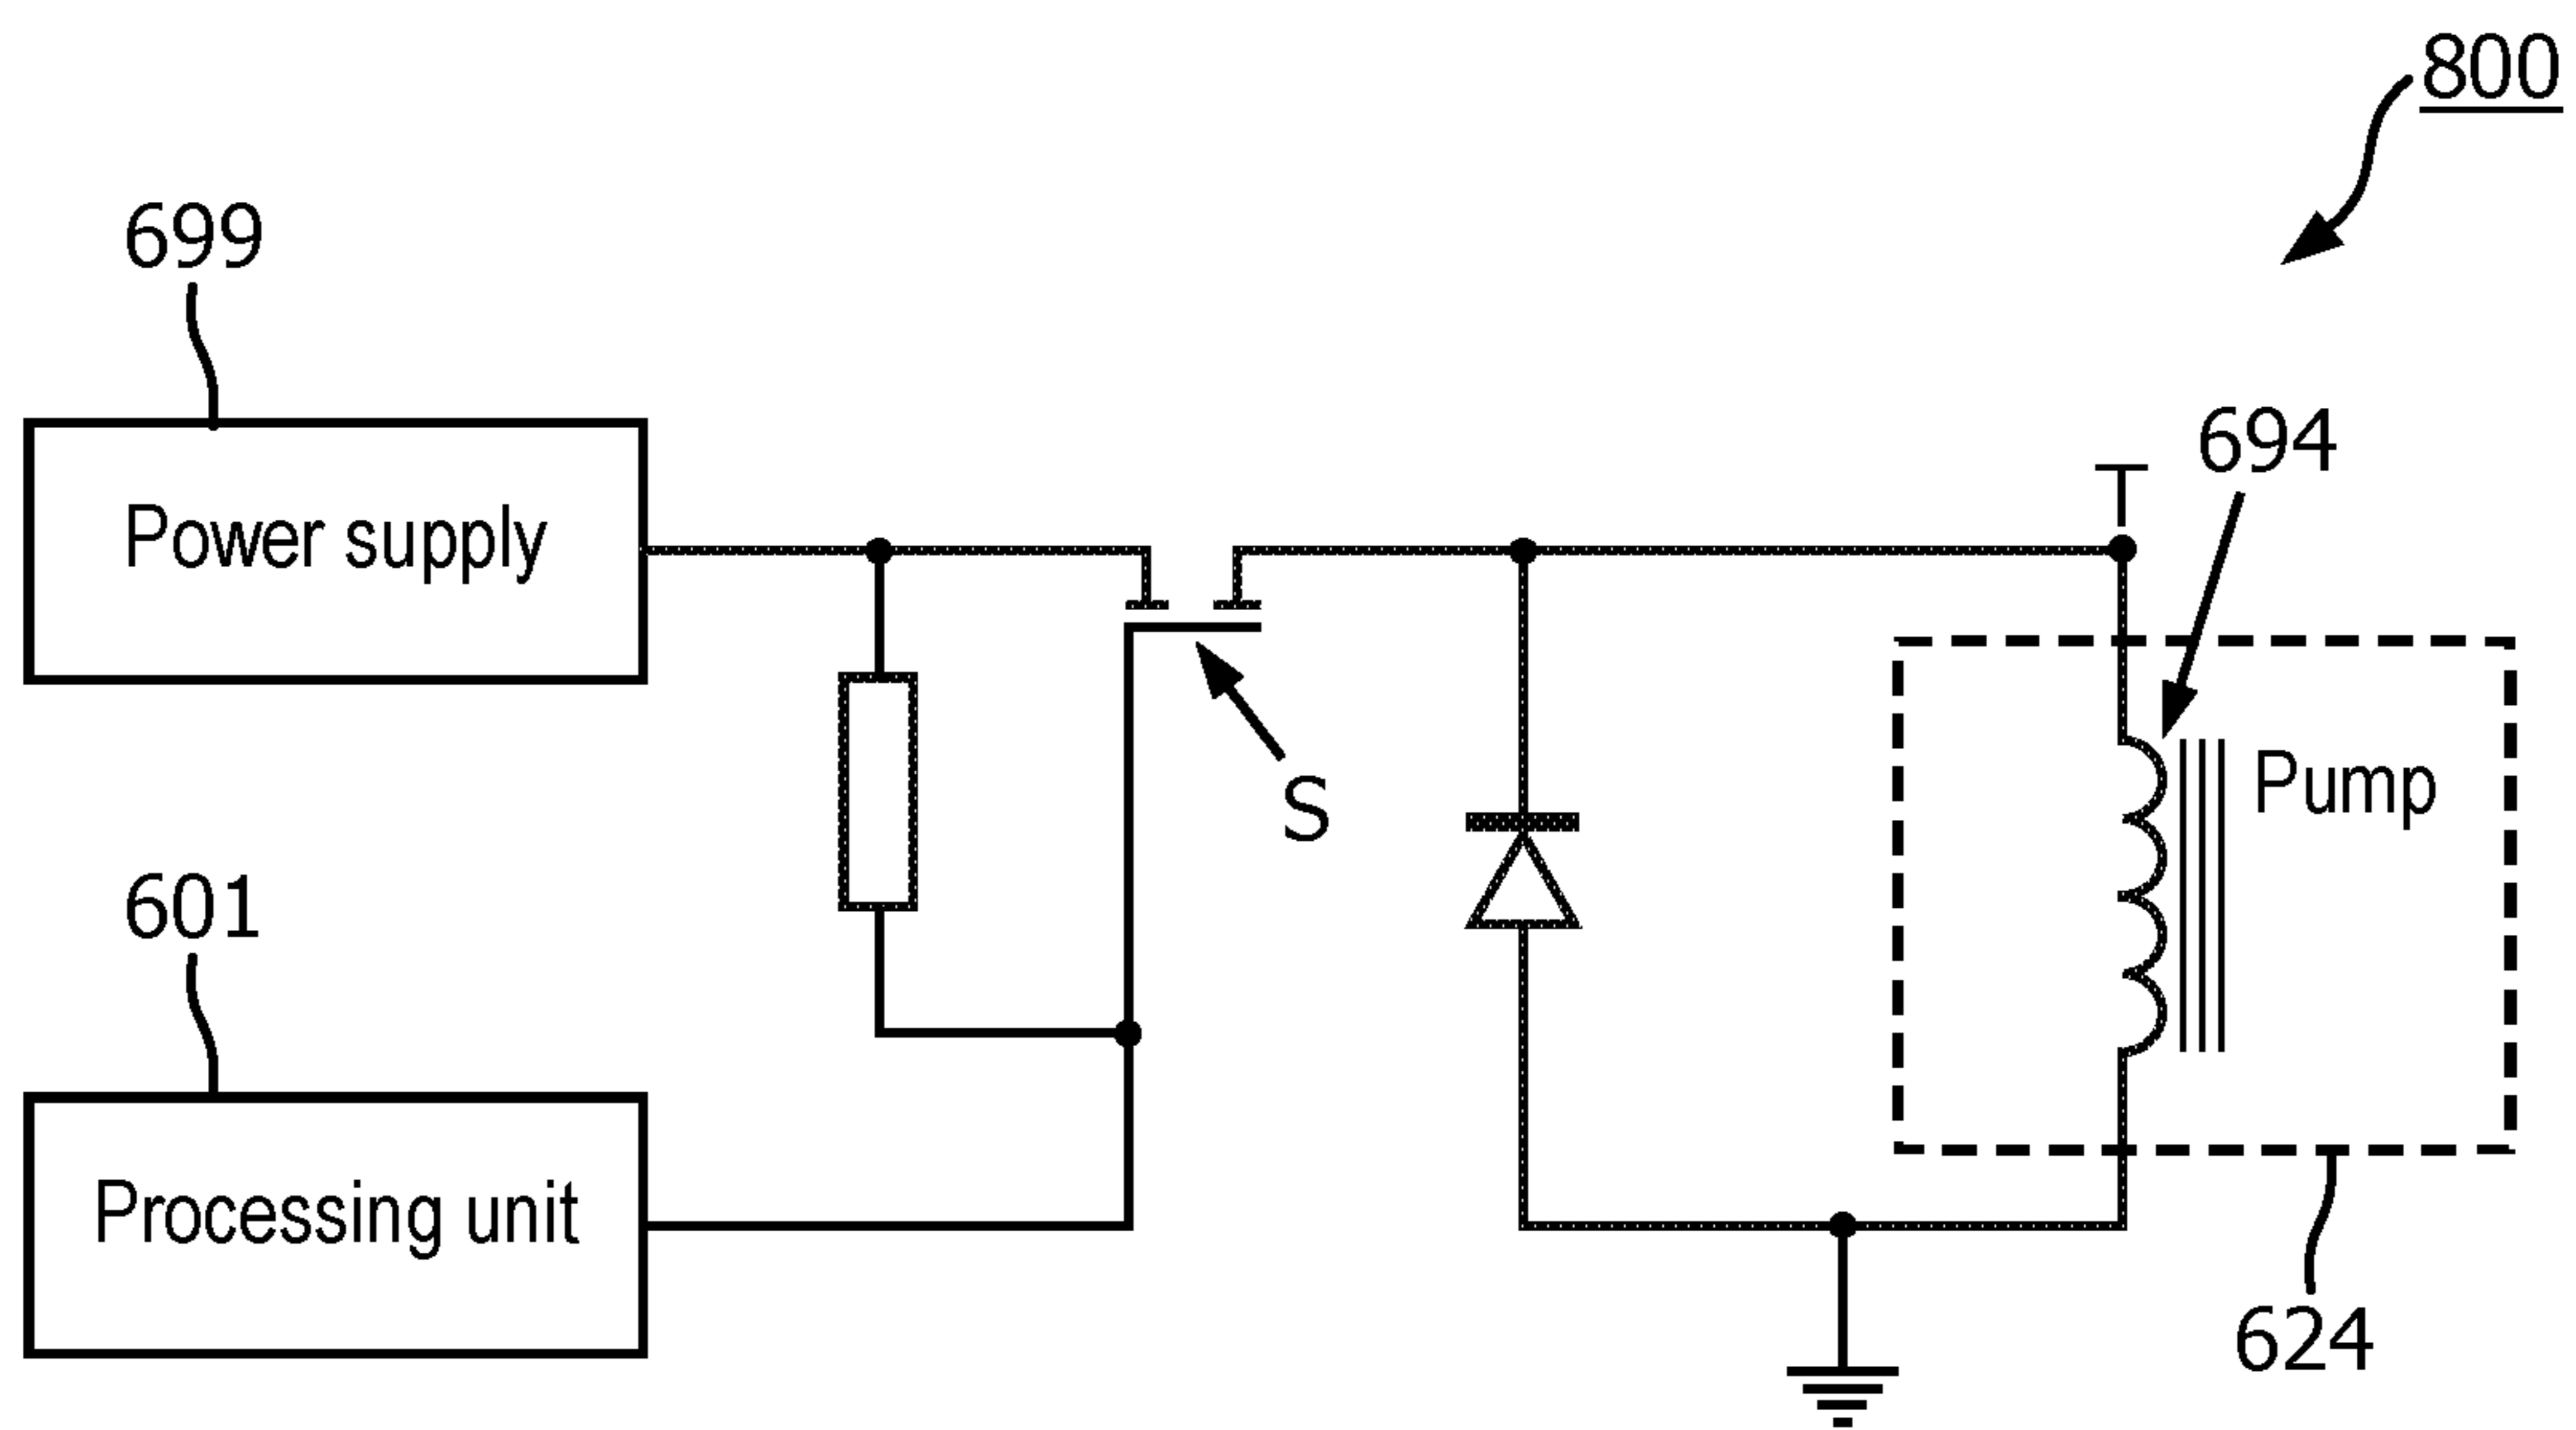 800
699
694
Power supply
Pump
S
601
Processing unit
624